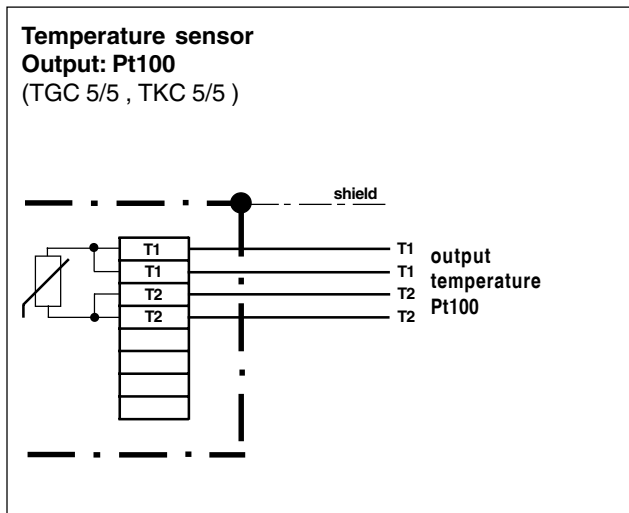 Temperature sensor
Output: Pt100
(TGC 5/5 , TKC 5/5 )
shield
T1 T1
T1 T1
T2 T2
T2 T2
output
temperature
Pt100